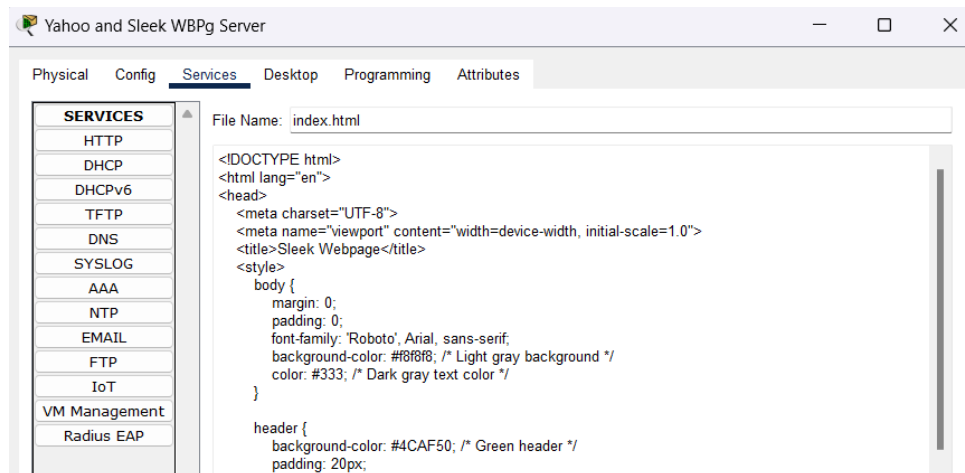 Yahoo and Sleek WBPg Server
Physical Config Services Desktop Programming Attributes
SERVICES
HTTP
DHCP
DHCPv6
TFTP
DNS
SYSLOG
AAA
NTP
EMAIL
FTP
IoT
VM Management
Radius EAP
File Name: index.html
<!DOCTYPE html>
<html lang="en">
<head>
<meta charset="UTF-8">
<meta name="viewport" content="width=device-width, initial-scale=1.0">
<title>Sleek Webpage</title>
<style>
body {
margin: 0;
padding: 0;
font-family: 'Roboto', Arial, sans-serif;
background-color: #f8f8f8; /* Light gray background */
color: #333; /* Dark gray text color */
}
header {
background-color: #4CAF50; /* Green header */
padding: 20px;